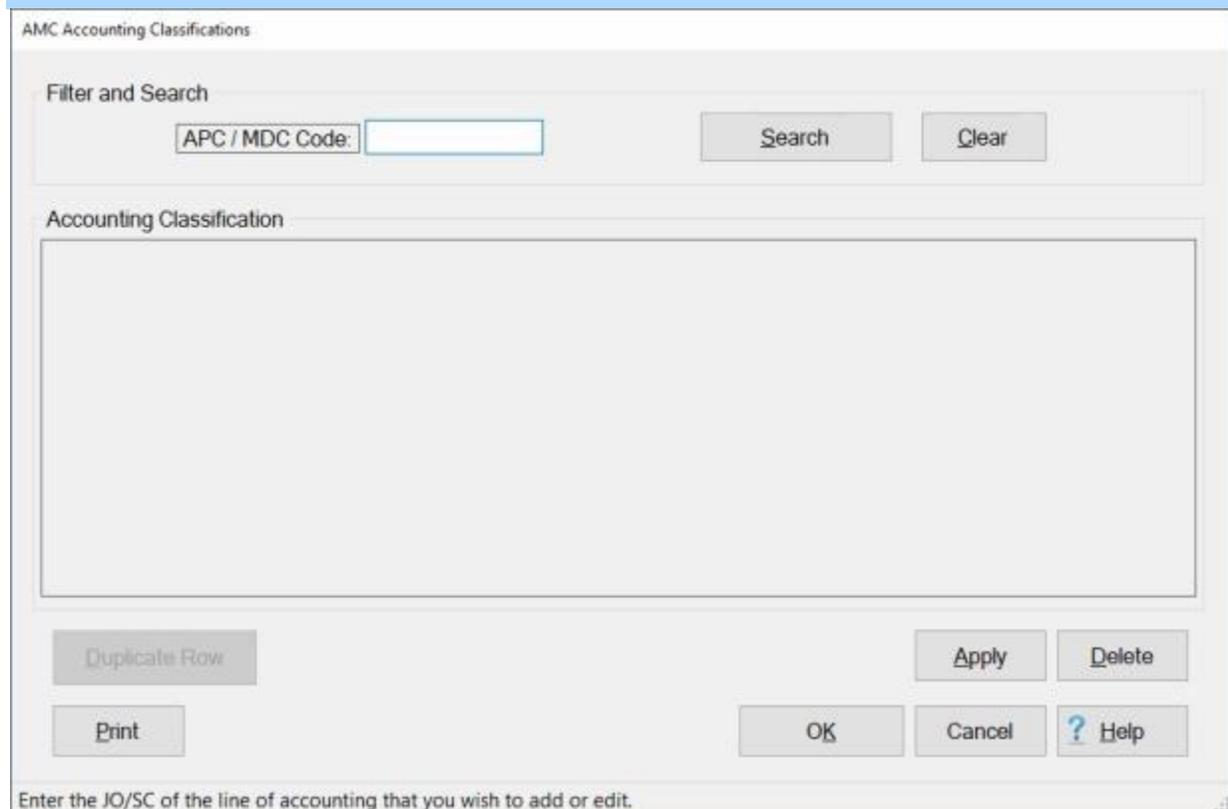 AMC Accounting Classifications
Filter and Search
APC / MDC Code:
Search
Clear
Accounting Classification
Duplicate Row
Apply
Delete
Print
OK
Cancel
? Help
Enter the JO/SC of the line of accounting that you wish to add or edit.